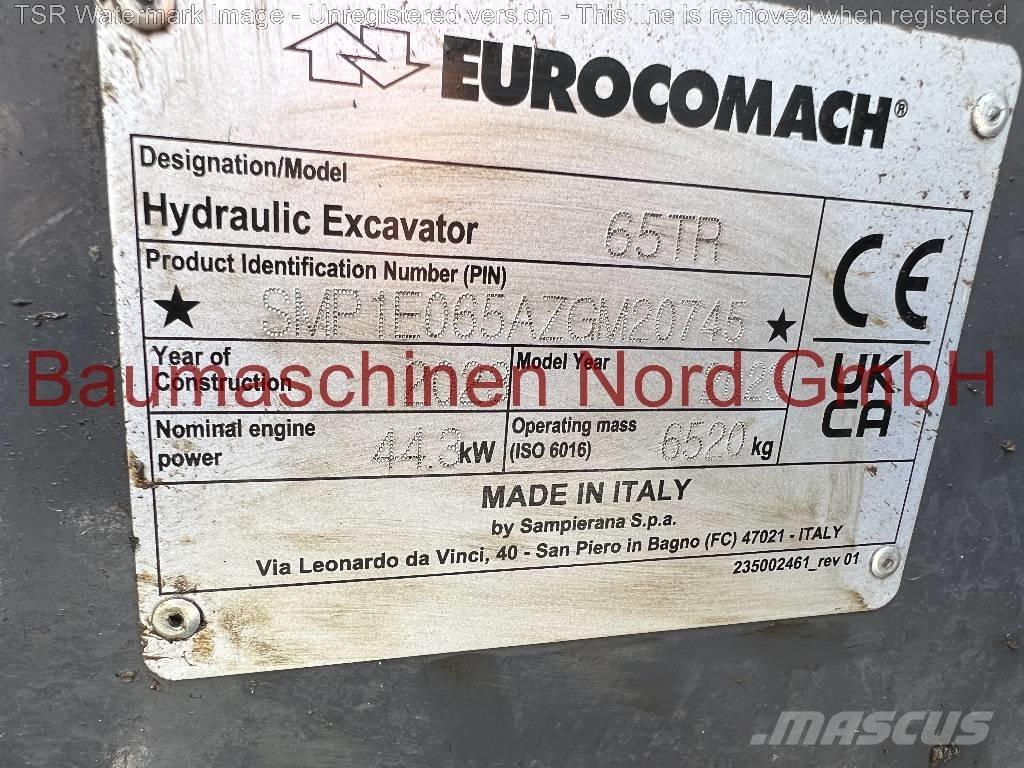 TSR Watermark Image - Unregistered version - This line is removed when registered
EUROCOMACH®
Designation/Model
Hydraulic Excavator 65TR
Product Identification Number (PIN)
★ SMP1E065AZGM20745 ★
Year of Construction
Model Year
Baumaschinen Nord GmbH
Nominal engine power 44.3 kW
Operating mass (ISO 6016) 6520 kg
CE
UK
CA
MADE IN ITALY
by Sampierana S.p.a.
Via Leonardo da Vinci, 40 - San Piero in Bagno (FC) 47021 - ITALY
235002461_rev 01
MASCUS